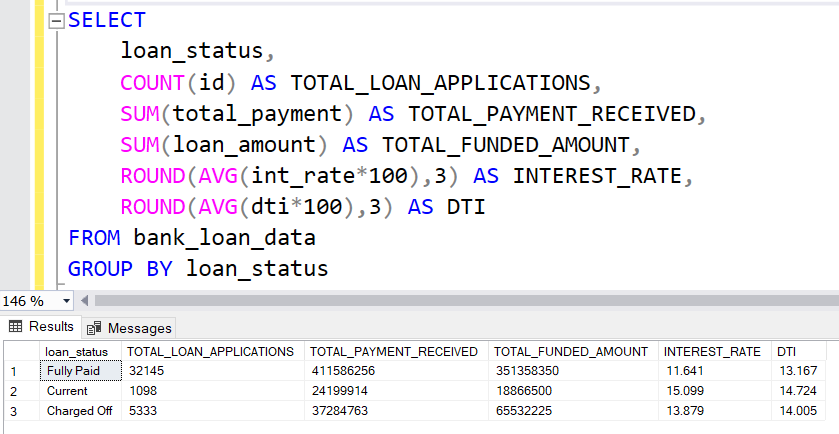 SELECT
loan_status,
COUNT(id) AS TOTAL_LOAN_APPLICATIONS,
SUM(total_payment) AS TOTAL_PAYMENT_RECEIVED,
SUM(loan_amount) AS TOTAL_FUNDED_AMOUNT,
ROUND(AVG(int_rate*100),3) AS INTEREST_RATE,
ROUND(AVG(dti*100),3) AS DTI
FROM bank_loan_data
GROUP BY loan_status
146 %
Results Messages
loan_status TOTAL_LOAN_APPLICATIONS TOTAL_PAYMENT_RECEIVED TOTAL_FUNDED_AMOUNT INTEREST_RATE DTI
1 Fully Paid 32145 411586256 351358350 11.641 13.167
2 Current 1098 24199914 18866500 15.099 14.724
3 Charged Off 5333 37284763 65532225 13.879 14.005